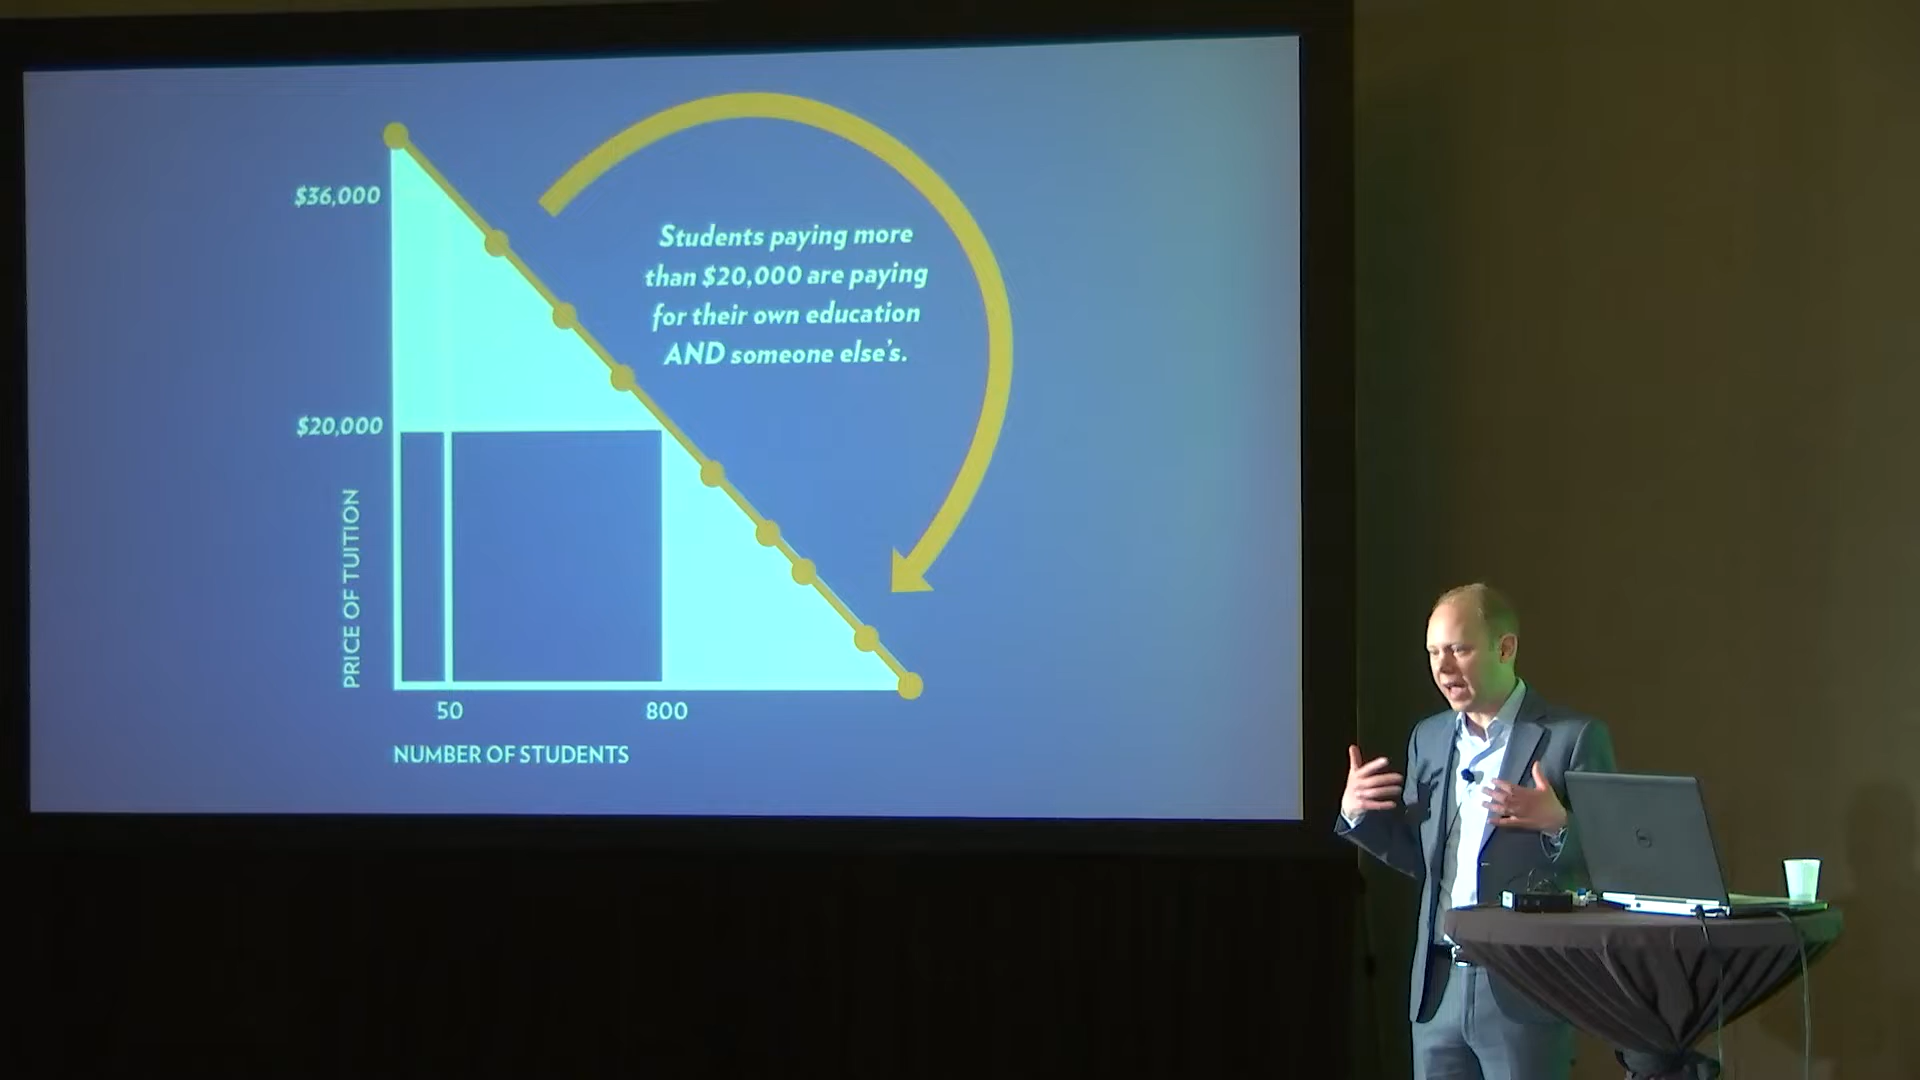 $36,000
Students paying more
than $20,000 are paying
for their own education
AND someone else's.
$20,000
PRICE OF TUITION
50
800
NUMBER OF STUDENTS